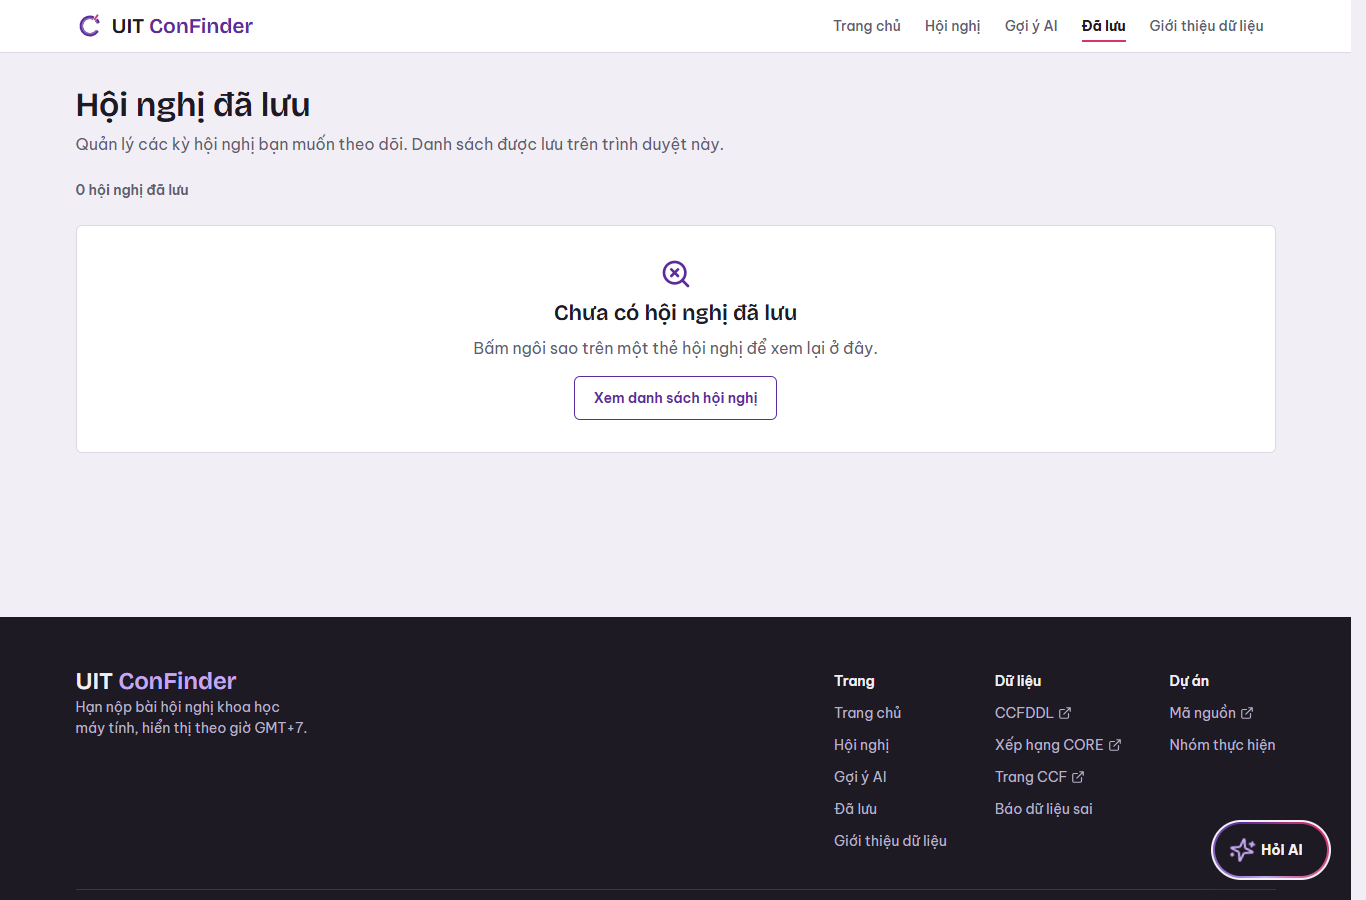 UIT ConFinder
Trang chủ
Hội nghị
Gợi ý AI
Đã lưu
Giới thiệu dữ liệu
Hội nghị đã lưu
Quản lý các kỳ hội nghị bạn muốn theo dõi. Danh sách được lưu trên trình duyệt này.
0 hội nghị đã lưu
Chưa có hội nghị đã lưu
Bấm ngôi sao trên một thẻ hội nghị để xem lại ở đây.
Xem danh sách hội nghị
UIT ConFinder
Hạn nộp bài hội nghị khoa học
máy tính, hiển thị theo giờ GMT+7.
Trang
Trang chủ
Hội nghị
Gợi ý AI
Đã lưu
Giới thiệu dữ liệu
Dữ liệu
CCFDDL
Xếp hạng CORE
Trang CCF
Báo dữ liệu sai
Dự án
Mã nguồn
Nhóm thực hiện
Hỏi AI